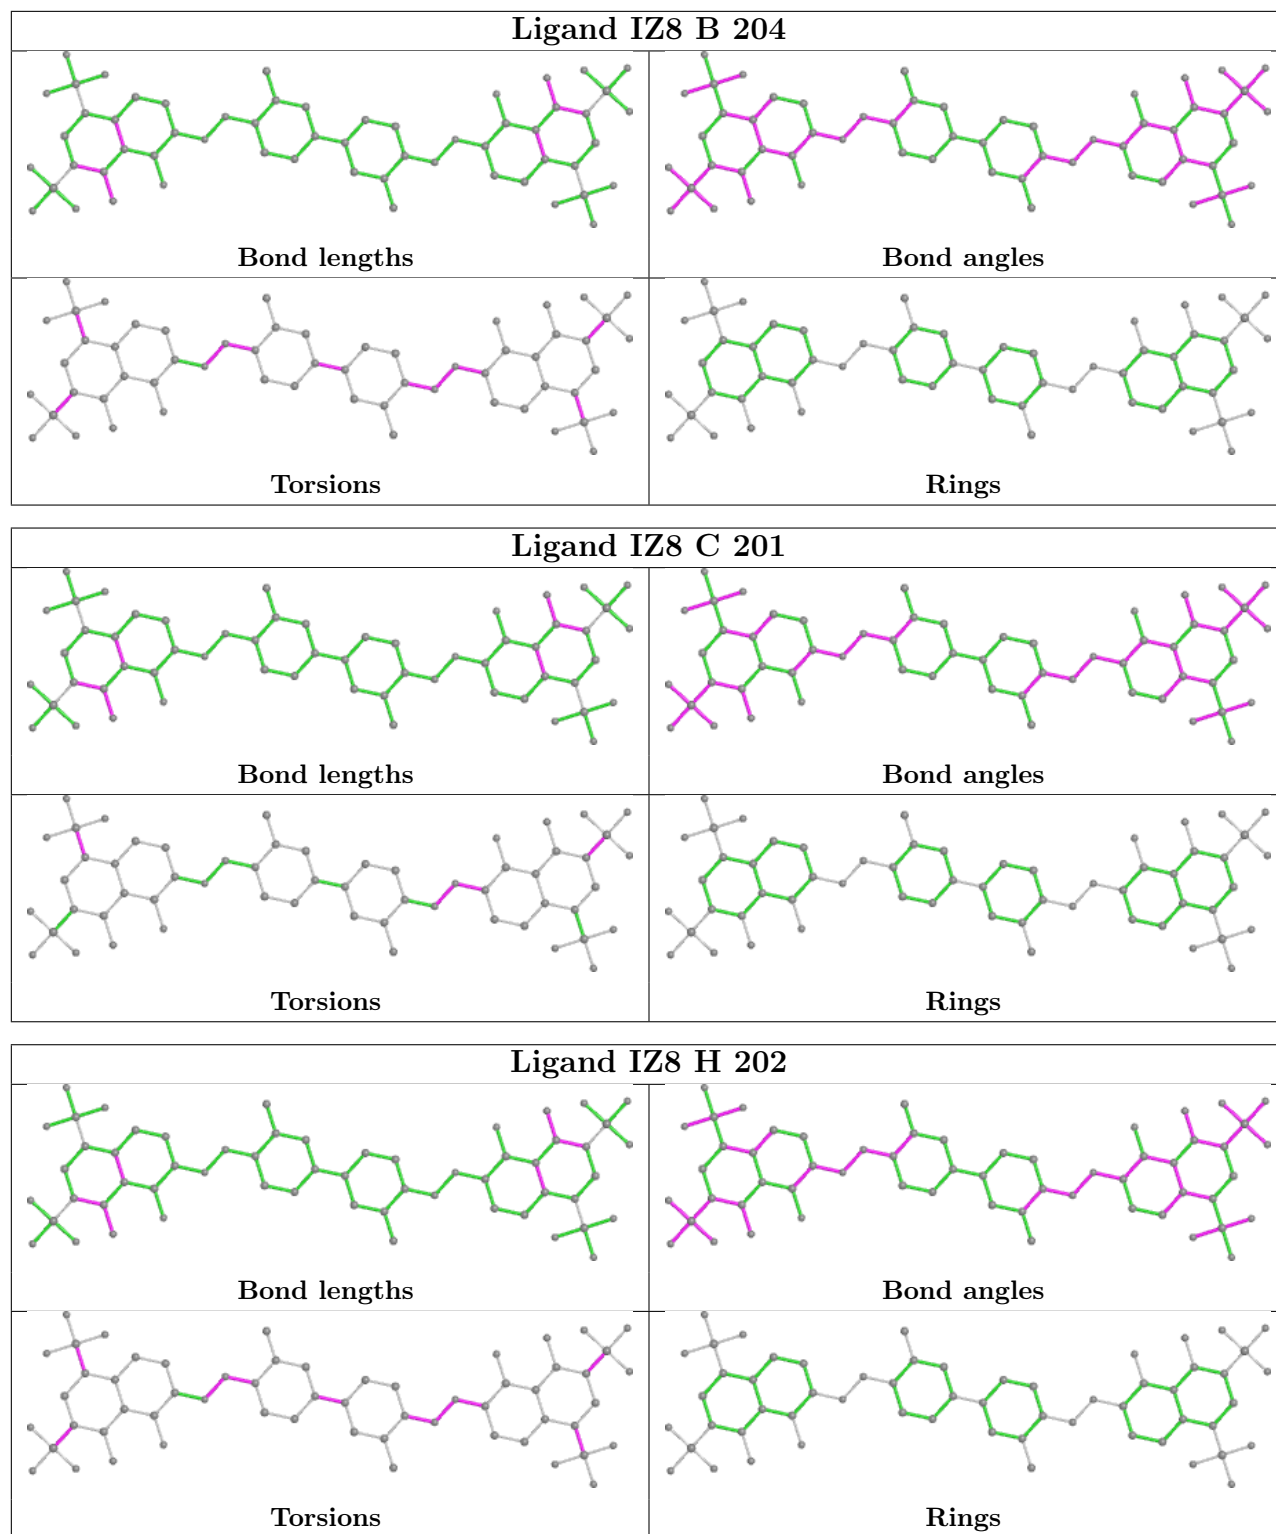 Ligand IZ8 B 204
Bond lengths
Bond angles
Torsions
Rings
Ligand IZ8 C 201
Bond lengths
Bond angles
Torsions
Rings
Ligand IZ8 H 202
Bond lengths
Bond angles
Torsions
Rings